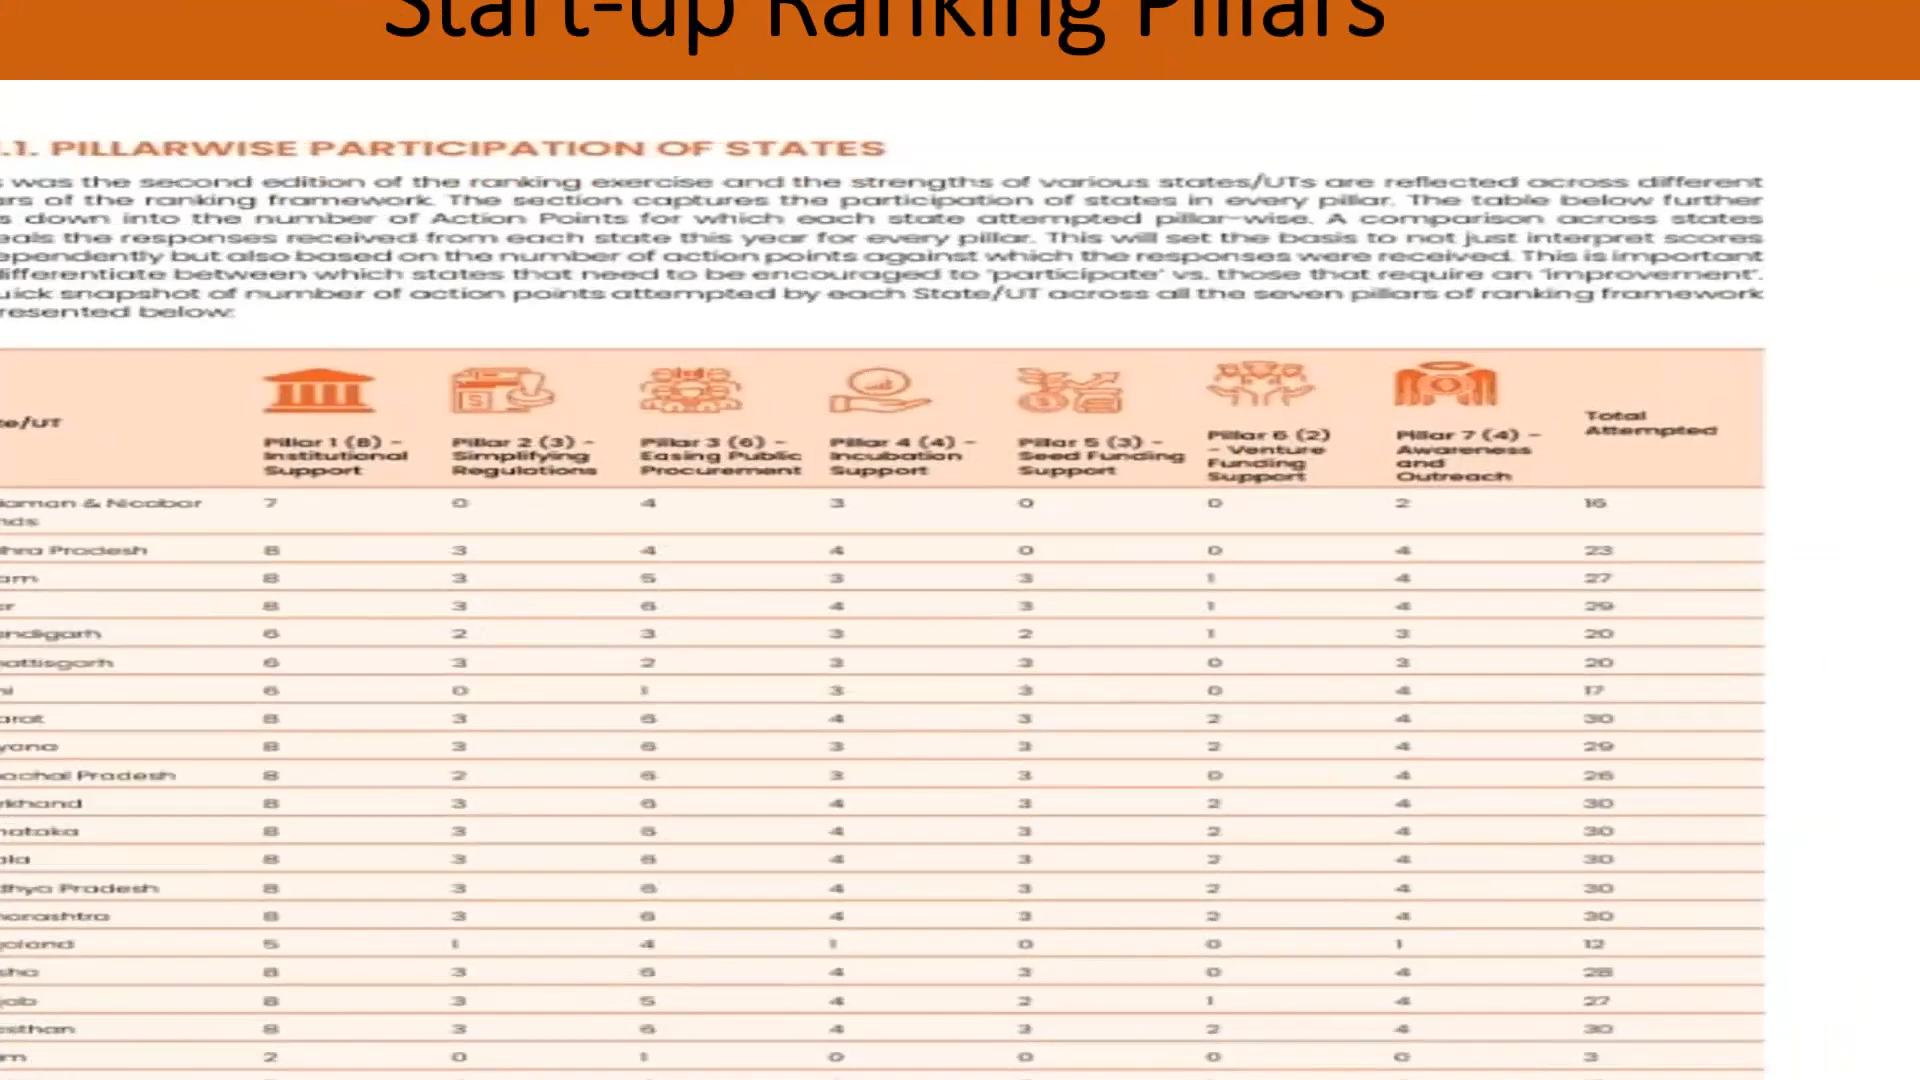 Start-up Ranking Pillars
.1. PILLARWISE PARTICIPATION OF STATES
s was the second edition of the ranking exercise and the strengths of various states/UTs are reflected across different
ars of the ranking framework. The section captures the participation of states in every pillar. The table below further
s down into the number of Action Points for which each state attempted pillar-wise. A comparison across states
eals the responses received from each state this year for every pillar. This will set the basis to not just interpret scores
ependently but also based on the number of action points against which the responses were received. This is important
ifferentiate between which states that need to be encouraged to 'participate' vs. those that require an 'improvement'.
uick snapshot of number of action points attempted by each State/UT across all the seven pillars of ranking framework
resented below:
te/UT
Pillar 1 (8) -
Institutional
Support
Pillar 2 (3) -
Simplifying
Regulations
Pillar 3 (6) -
Easing Public
Procurement
Pillar 4 (4) -
Incubation
Support
Pillar 5 (3) -
Seed Funding
Support
Pillar 6 (2)
- Venture
Funding
Support
Pillar 7 (4) -
Awareness
and
Outreach
Total
Attempted
aman & Nicobar 7 0 4 3 0 0 2 16
nds
hra Pradesh 8 3 4 4 0 0 4 23
am 8 3 5 3 3 1 4 27
ar 8 3 6 4 3 1 4 29
andigarh 6 2 3 3 2 1 3 20
attisgarh 6 3 2 3 3 0 3 20
hi 6 0 1 3 3 0 4 17
arat 8 3 6 4 3 2 4 30
yana 8 3 6 3 3 2 4 29
achal Pradesh 8 2 6 3 3 0 4 26
rkhand 8 3 6 4 3 2 4 30
nataka 8 3 6 4 3 2 4 30
ala 8 3 6 4 3 2 4 30
dhya Pradesh 8 3 6 4 3 2 4 30
harashtra 8 3 6 4 3 2 4 30
galand 5 1 4 1 0 0 1 12
sha 8 3 6 4 3 0 4 28
jab 8 3 5 4 2 1 4 27
asthan 8 3 6 4 3 2 4 30
m 2 0 1 0 0 0 0 3